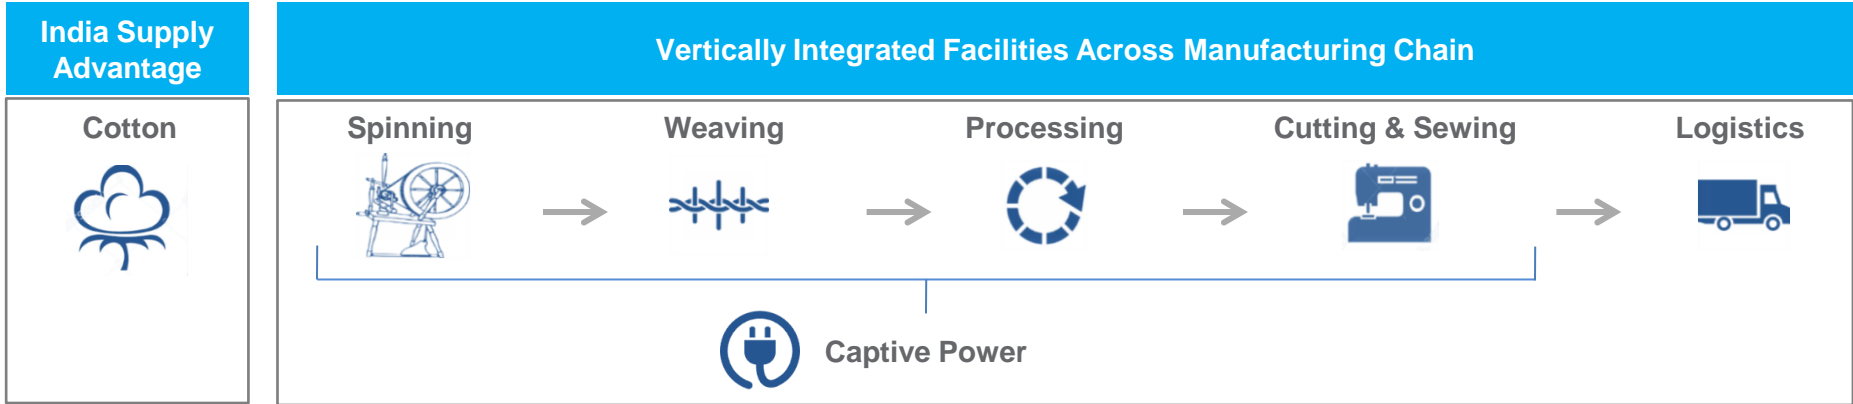 India Supply
Advantage
Vertically Integrated Facilities Across Manufacturing Chain
Cotton
Spinning
Weaving
Processing
Cutting & Sewing
Logistics
Captive Power